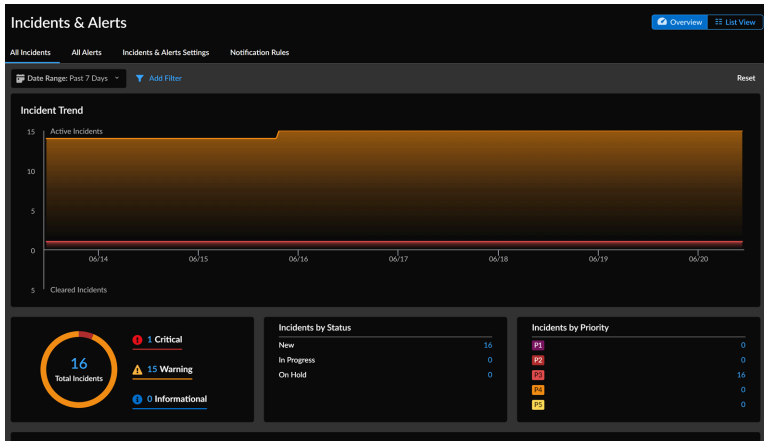 Incidents & Alerts
Overview
List View
All Incidents
All Alerts
Incidents & Alerts Settings
Notification Rules
Date Range: Past 7 Days
Add Filter
Reset
Incident Trend
15
Active Incidents
10
5
0
06/14
06/15
06/16
06/17
06/18
06/19
06/20
5
Cleared Incidents
16
Total Incidents
1 Critical
15 Warning
0 Informational
Incidents by Status
New 16
In Progress 0
On Hold 0
Incidents by Priority
P1 0
P2 0
P3 16
P4 0
P5 0